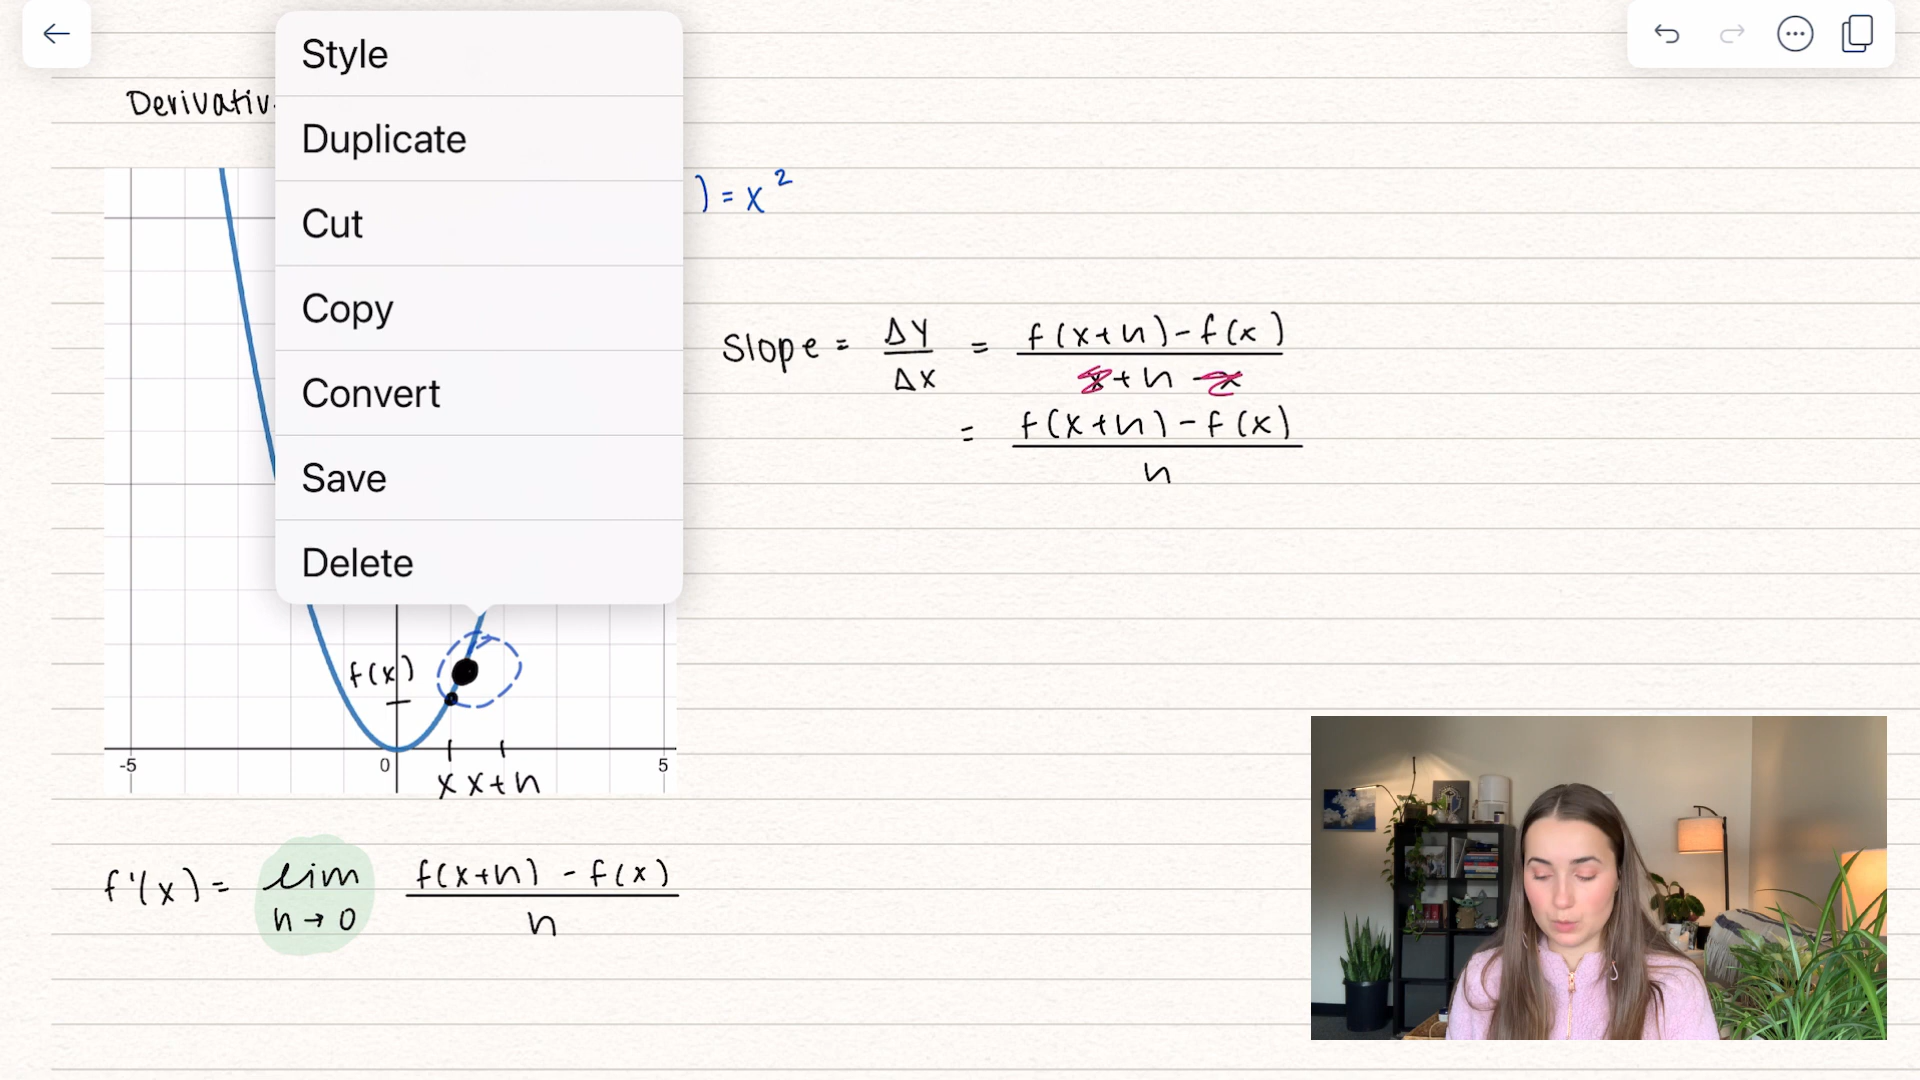 Style
Derivativ
Duplicate
) = x²
Cut
Copy
Slope = Δy/Δx = f(x+h)-f(x)/x+h-x
Convert
= f(x+h)-f(x)/h
Save
Delete
f(x)
-5 0 5
x x+h
f'(x) = lim h→0 f(x+h) - f(x)/h